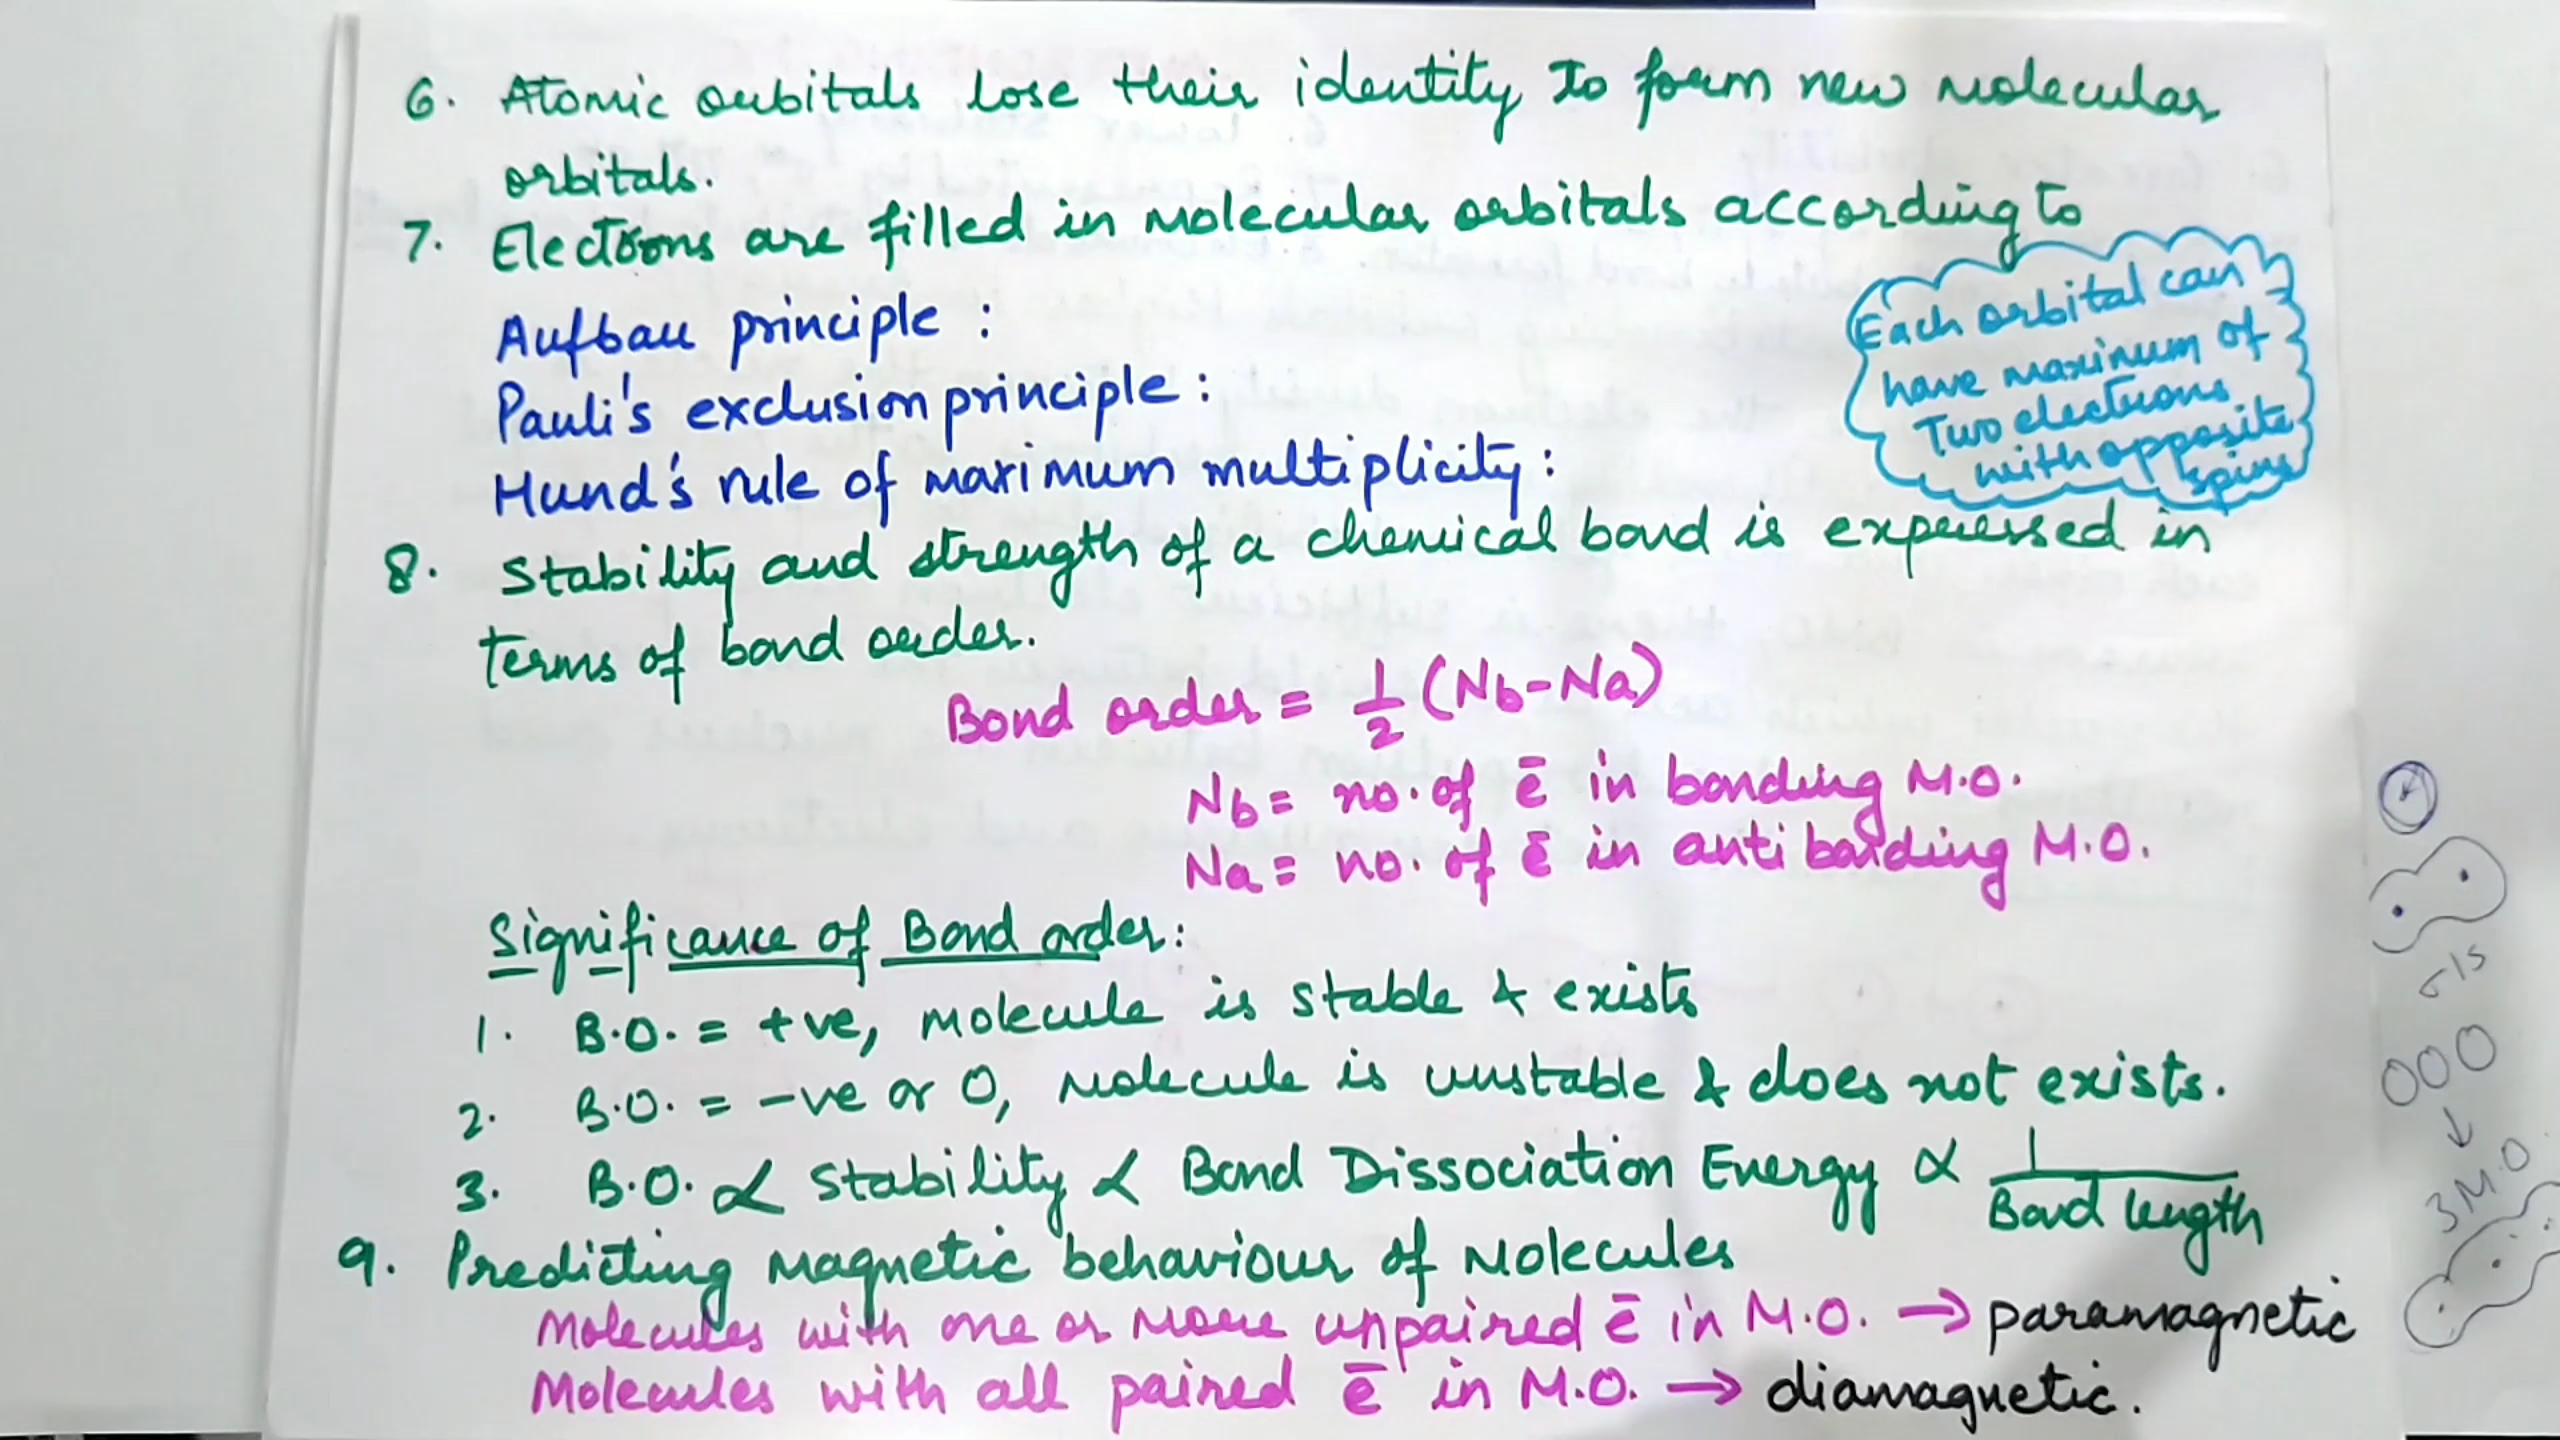 6. Atomic orbitals lose their identity to form new molecular
orbitals.
7. Electrons are filled in molecular orbitals according to
Aufbau principle :
Pauli's exclusion principle :
Hund's rule of maximum multiplicity :
Each orbital can
have maximum of
Two electrons
with opposite
spins
8. Stability and strength of a chemical bond is expressed in
terms of bond order.
Bond order = 1/2 (Nb-Na)
Nb = no. of ē in bonding M.O.
Na = no. of ē in anti bonding M.O.
Significance of Bond order:
1. B.O. = +ve, molecule is stable & exists
2. B.O. = -ve or 0, molecule is unstable & does not exists.
3. B.O. ∝ stability ∝ Bond Dissociation Energy ∝ 1/Bond length
9. Predicting magnetic behaviour of molecules
Molecules with one or more unpaired ē in M.O. → paramagnetic
Molecules with all paired ē in M.O. → diamagnetic.
σ1s
3 M.O